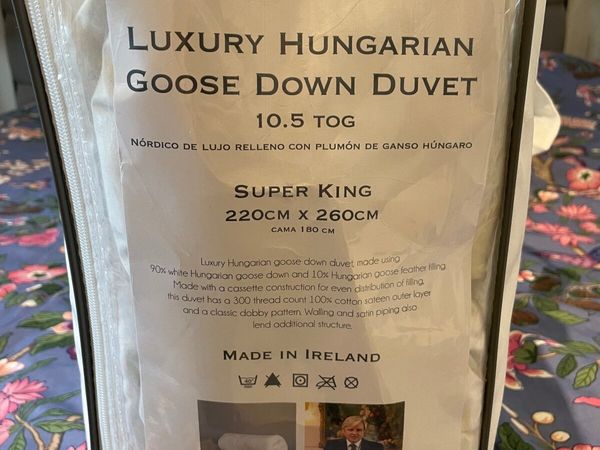 LUXURY HUNGARIAN
GOOSE DOWN DUVET
10.5 TOG
NÓRDICO DE LUJO RELLENO CON PLUMÓN DE GANSO HÚNGARO
SUPER KING
220CM X 260CM
CAMA 180 CM
Luxury Hungarian goose down duvet, made using
90% white Hungarian goose down and 10% Hungarian goose feather filling.
Made with a cassette construction for even distribution of filling,
this duvet has a 300 thread count 100% cotton sateen outer layer
and a classic dobby pattern. Walling and satin piping also
lend additional structure.
MADE IN IRELAND